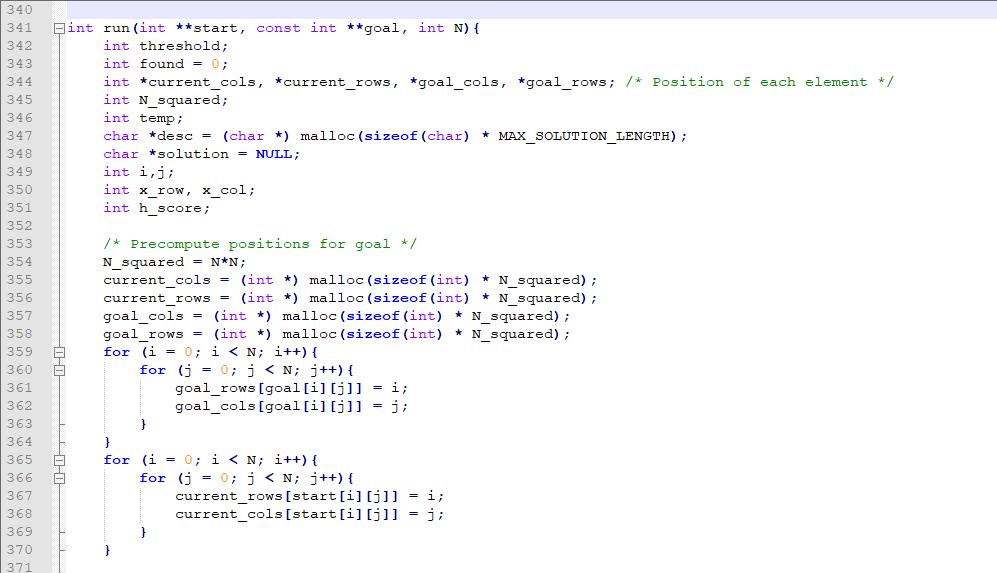 340
341 int run(int **start, const int **goal, int N){
342     int threshold;
343     int found = 0;
344     int *current_cols, *current_rows, *goal_cols, *goal_rows; /* Position of each element */
345     int N_squared;
346     int temp;
347     char *desc = (char *) malloc(sizeof(char) * MAX_SOLUTION_LENGTH);
348     char *solution = NULL;
349     int i,j;
350     int x_row, x_col;
351     int h_score;
352
353     /* Precompute positions for goal */
354     N_squared = N*N;
355     current_cols = (int *) malloc(sizeof(int) * N_squared);
356     current_rows = (int *) malloc(sizeof(int) * N_squared);
357     goal_cols = (int *) malloc(sizeof(int) * N_squared);
358     goal_rows = (int *) malloc(sizeof(int) * N_squared);
359     for (i = 0; i < N; i++){
360         for (j = 0; j < N; j++){
361             goal_rows[goal[i][j]] = i;
362             goal_cols[goal[i][j]] = j;
363         }
364     }
365     for (i = 0; i < N; i++){
366         for (j = 0; j < N; j++){
367             current_rows[start[i][j]] = i;
368             current_cols[start[i][j]] = j;
369         }
370     }
371